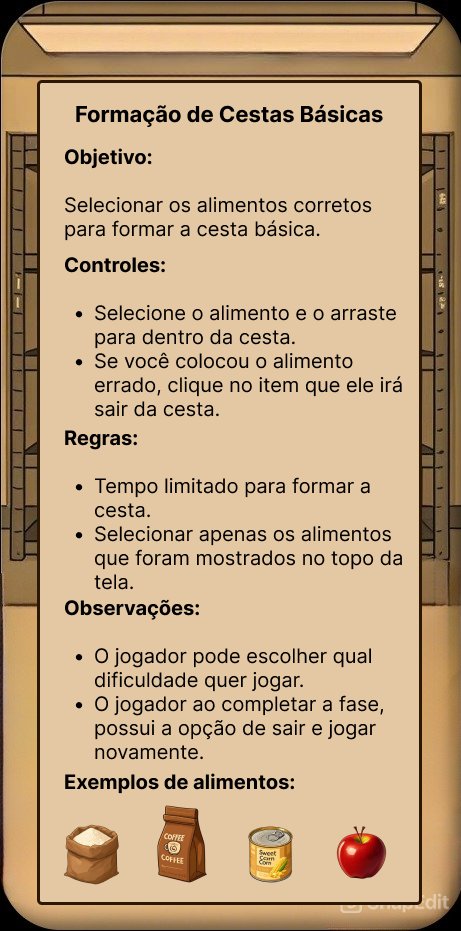 Formação de Cestas Básicas
Objetivo:
Selecionar os alimentos corretos
para formar a cesta básica.
Controles:
• Selecione o alimento e o arraste
para dentro da cesta.
• Se você colocou o alimento
errado, clique no item que ele irá
sair da cesta.
Regras:
• Tempo limitado para formar a
cesta.
• Selecionar apenas os alimentos
que foram mostrados no topo da
tela.
Observações:
• O jogador pode escolher qual
dificuldade quer jogar.
• O jogador ao completar a fase,
possui a opção de sair e jogar
novamente.
Exemplos de alimentos:
COFFEE
COFFEE
Sweet
Corn
Corn
SnapEdit